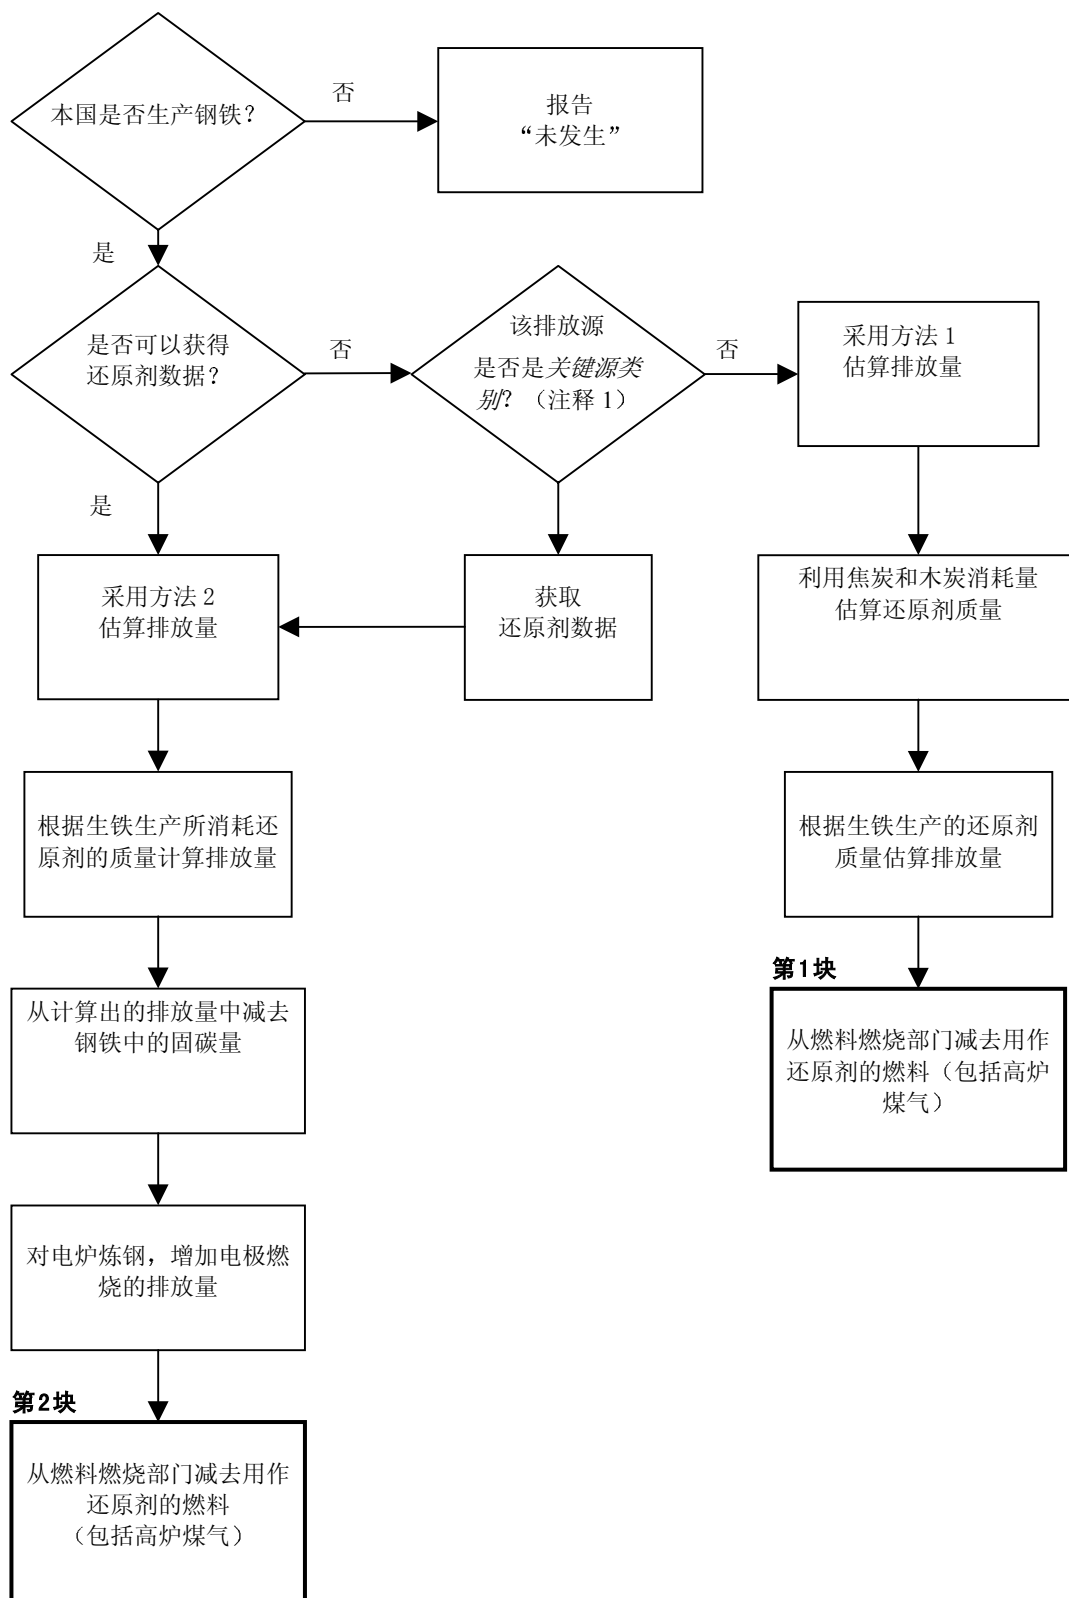 本国是否生产钢铁？
否
报告
“未发生”
是
是否可以获得
还原剂数据？
否
该排放源
是否是关键源类
别？（注释 1）
否
采用方法 1
估算排放量
是
采用方法 2
估算排放量
获取
还原剂数据
利用焦炭和木炭消耗量
估算还原剂质量
根据生铁生产所消耗还
原剂的质量计算排放量
根据生铁生产的还原剂
质量估算排放量
第1块
从计算出的排放量中减去
钢铁中的固碳量
从燃料燃烧部门减去用作
还原剂的燃料（包括高炉
煤气）
对电炉炼钢，增加电极燃
烧的排放量
第2块
从燃料燃烧部门减去用作
还原剂的燃料
（包括高炉煤气）